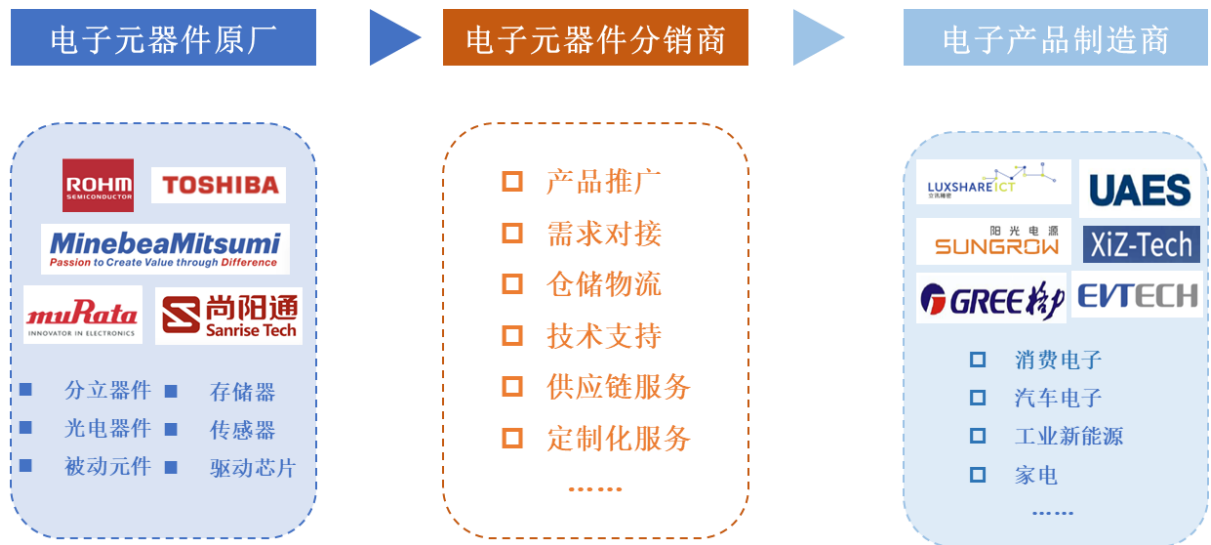 电子元器件原厂
电子元器件分销商
电子产品制造商
ROHM
SEMICONDUCTOR
TOSHIBA
MinebeaMitsumi
Passion to Create Value through Difference
muRata
INNOVATOR IN ELECTRONICS
尚阳通
Sanrise Tech
分立器件
存储器
光电器件
传感器
被动元件
驱动芯片
产品推广
需求对接
仓储物流
技术支持
供应链服务
定制化服务
……
LUXSHARE ICT
立讯精密
UAES
阳光电源
SUNGROW
XiZ-Tech
GREE 格力
EVTECH
消费电子
汽车电子
工业新能源
家电
……